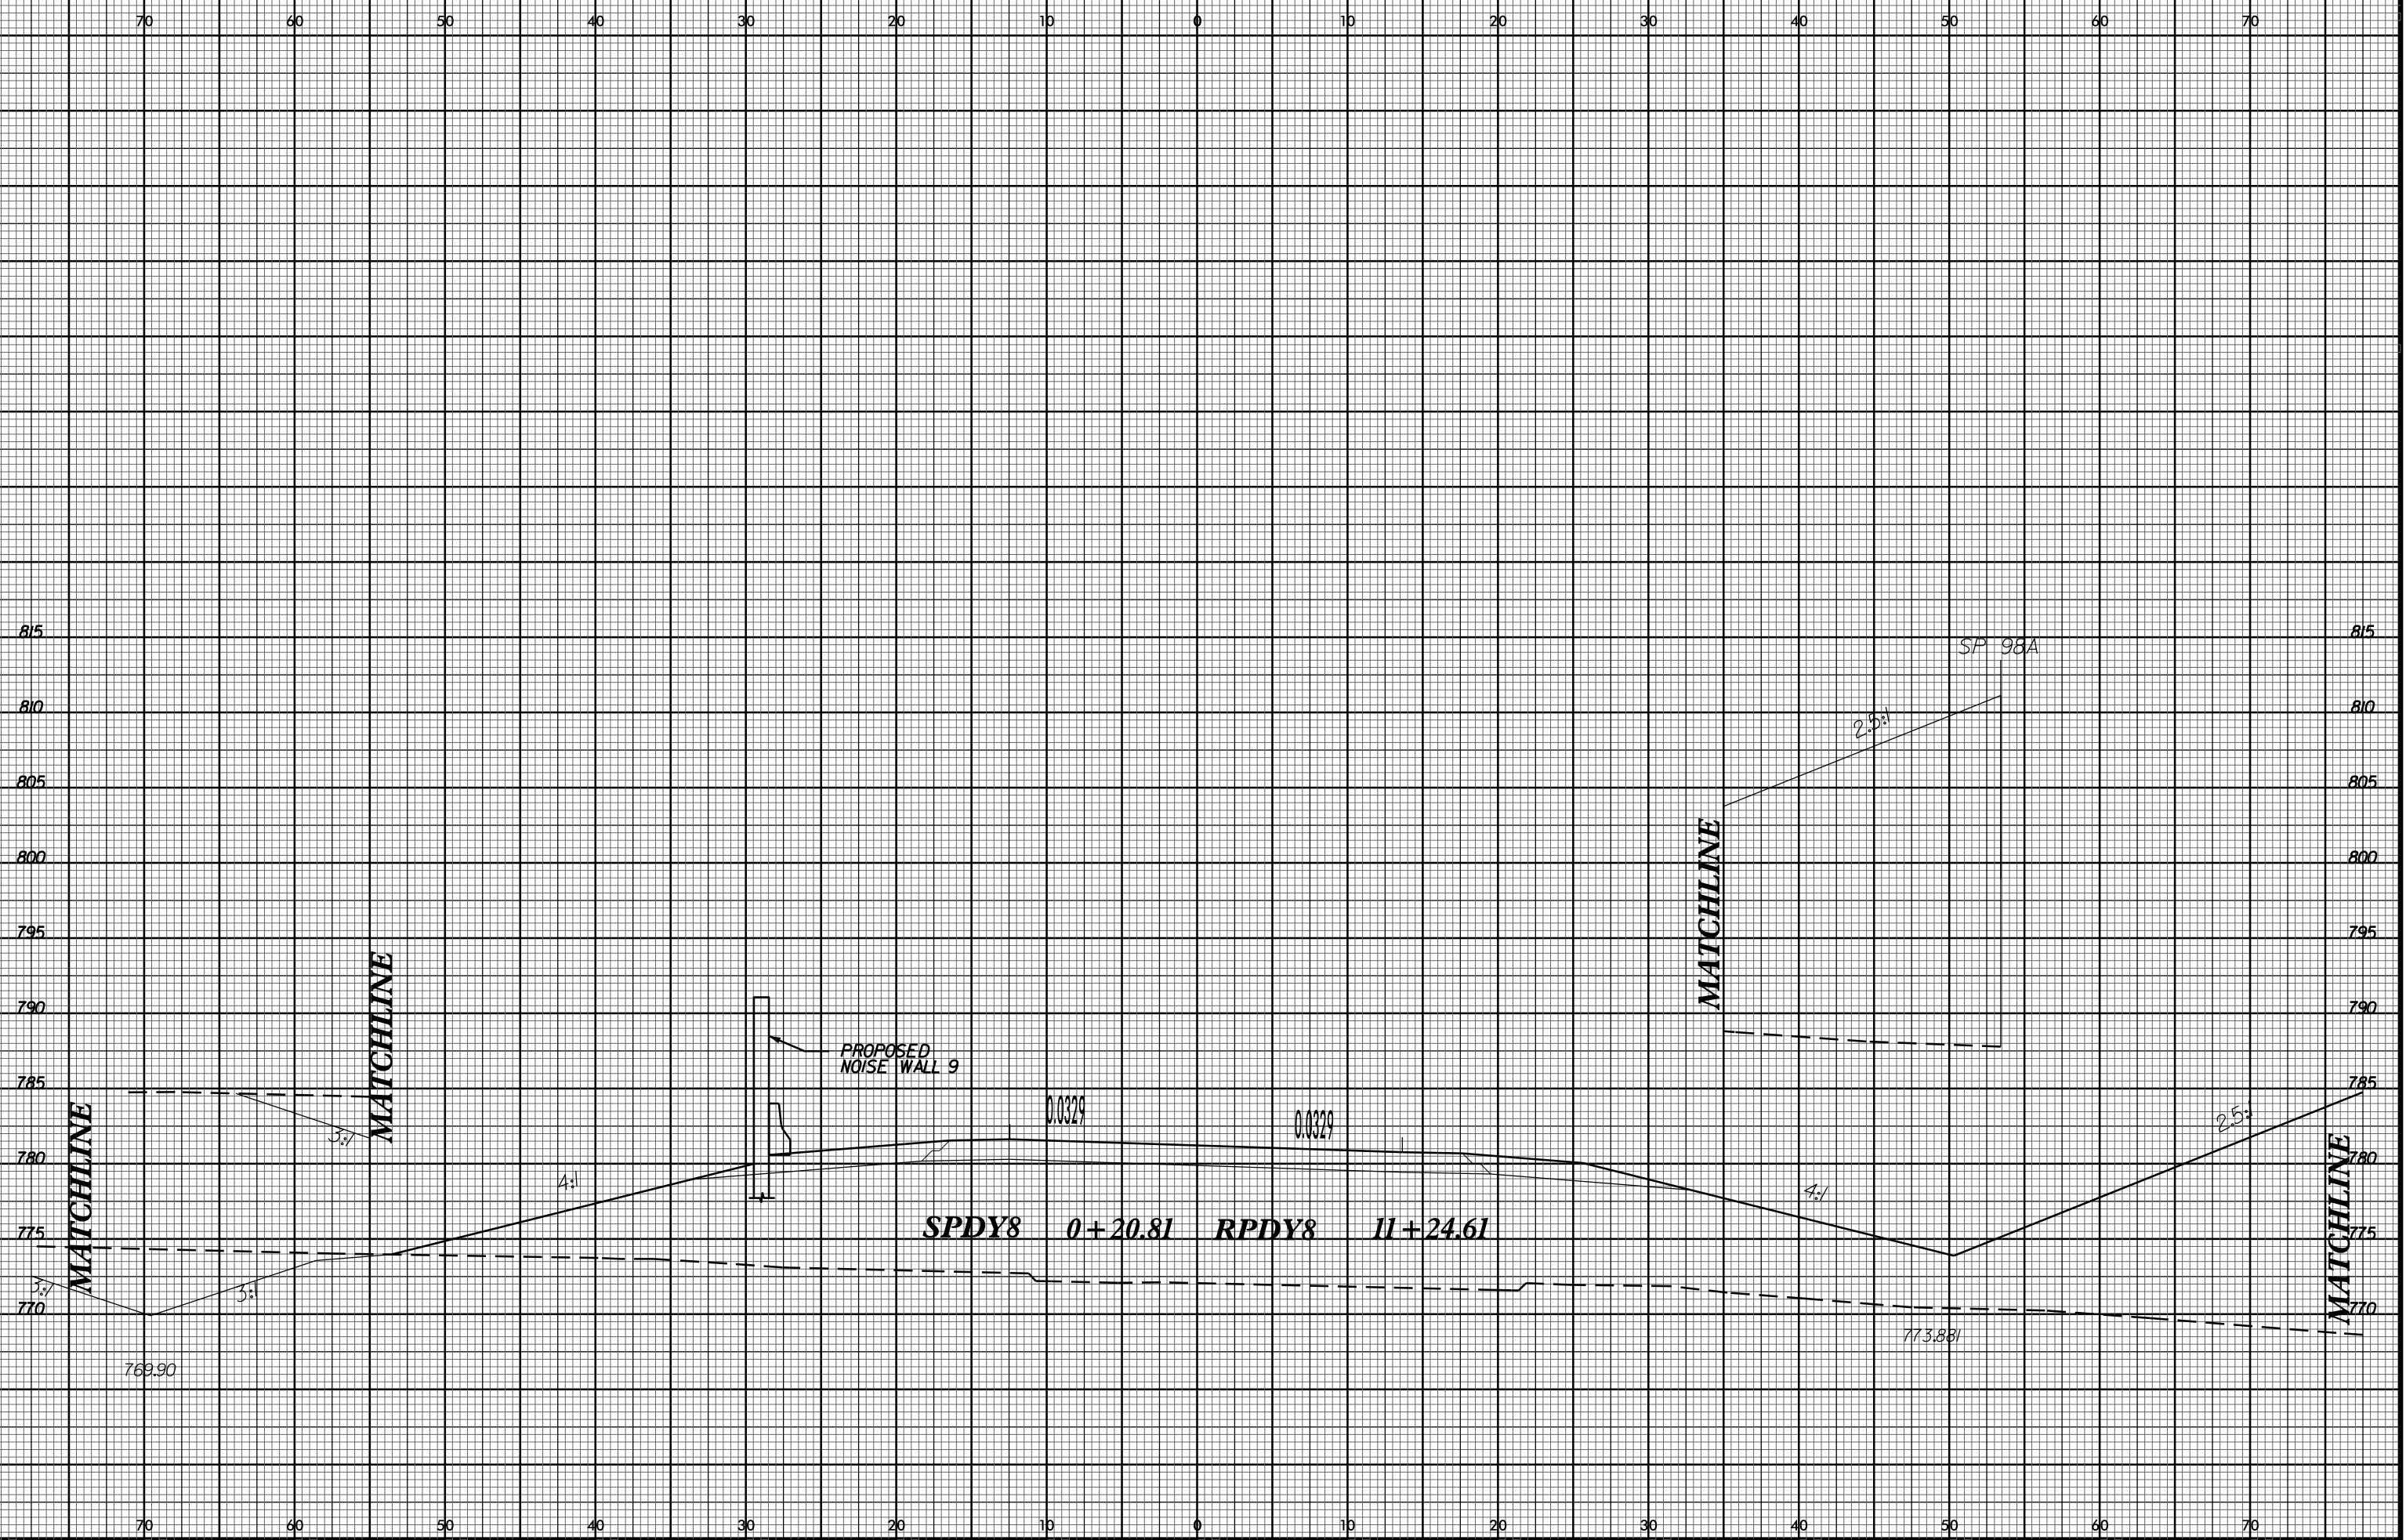 70 60 50 40 30 20 10 0 10 20 30 40 50 60 70
815 815
SP 98A
810 810
2.5:1
805 805
800 800
MATCHLINE
795 795
MATCHLINE
790 790
PROPOSED
NOISE WALL 9
785 785
MATCHLINE
0.0329 0.0329
2.5:1
3:1
MATCHLINE
780 780
4:1 4:1
775 SPDY8 0+20.81 RPDY8 11+24.61 775
3:1 3:1
770 770
773.881
769.90
70 60 50 40 30 20 10 0 10 20 30 40 50 60 70